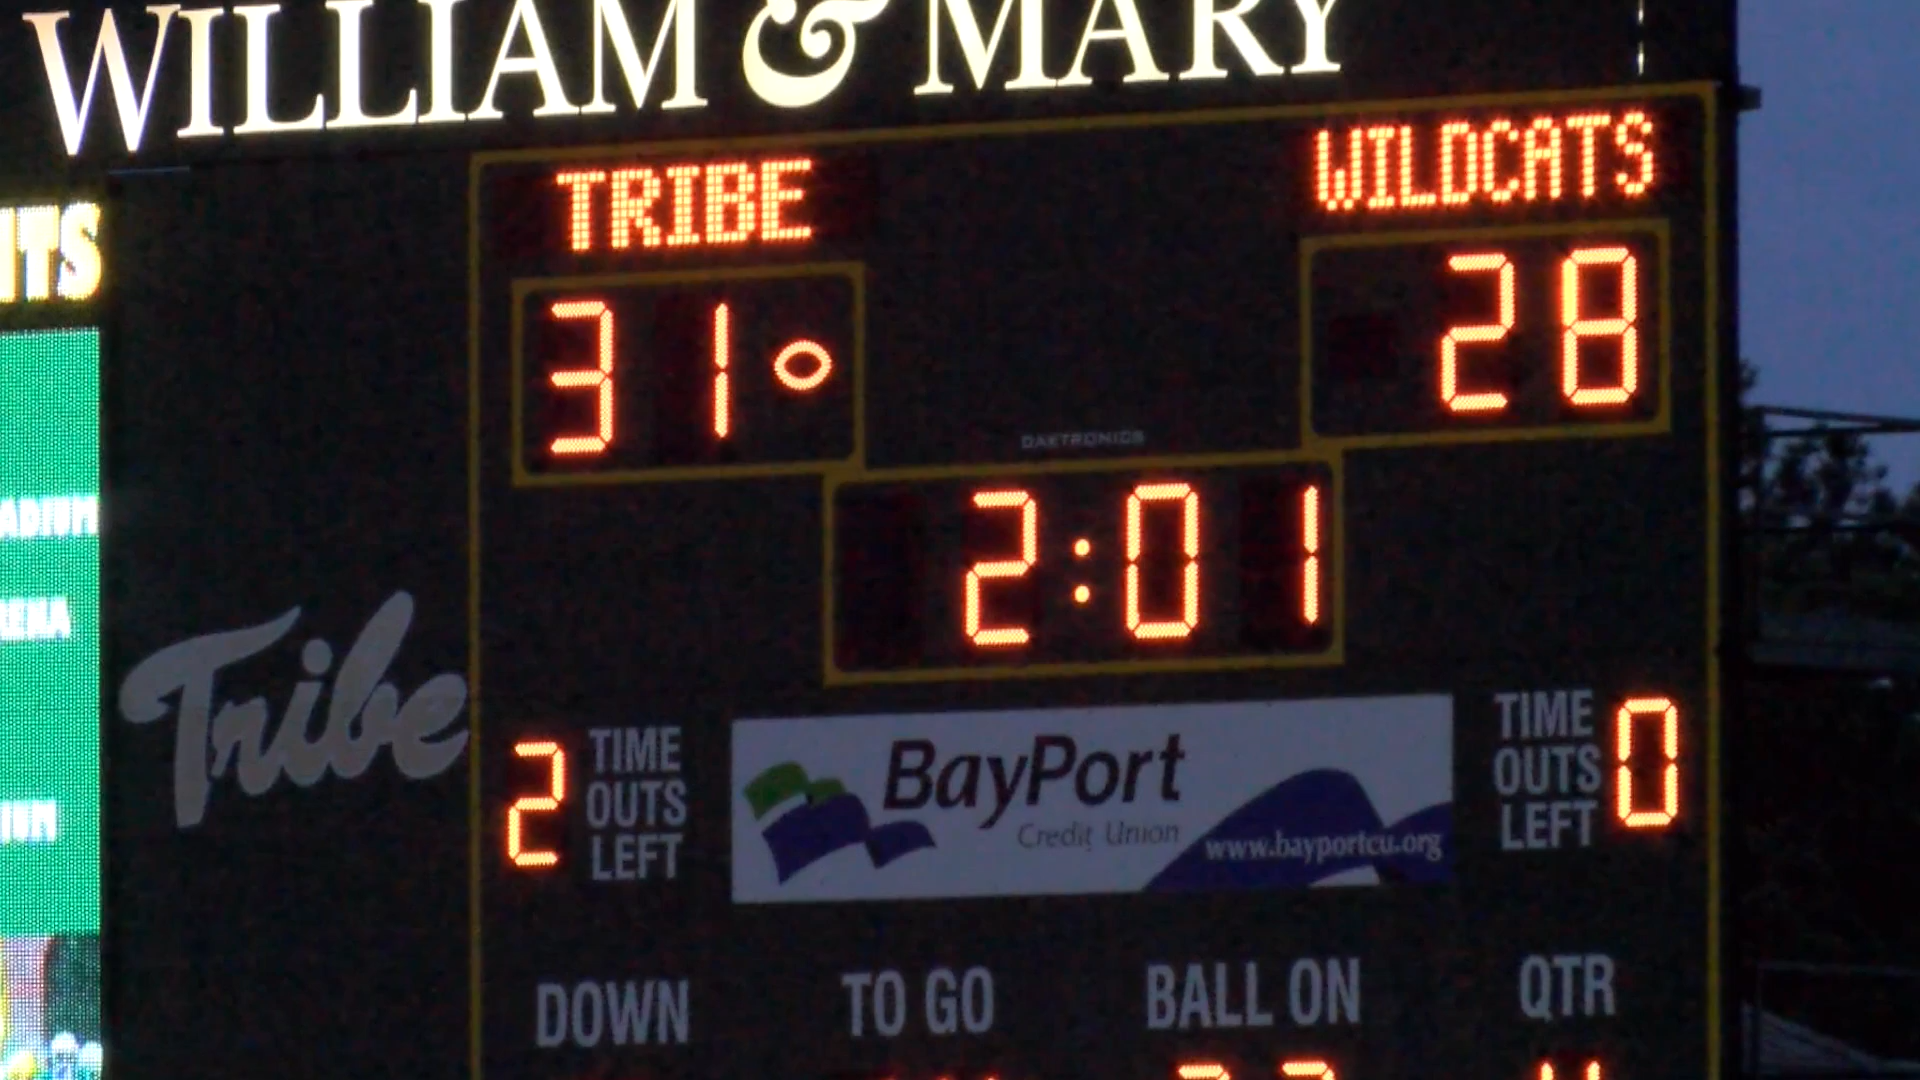 WILLIAM & MARY
TRIBE
WILDCATS
31
28
DAKTRONICS
2:01
Tribe
2
TIME
OUTS
LEFT
BayPort
Credit Union
www.bayportcu.org
TIME
OUTS
LEFT
0
DOWN
TO GO
BALL ON
QTR